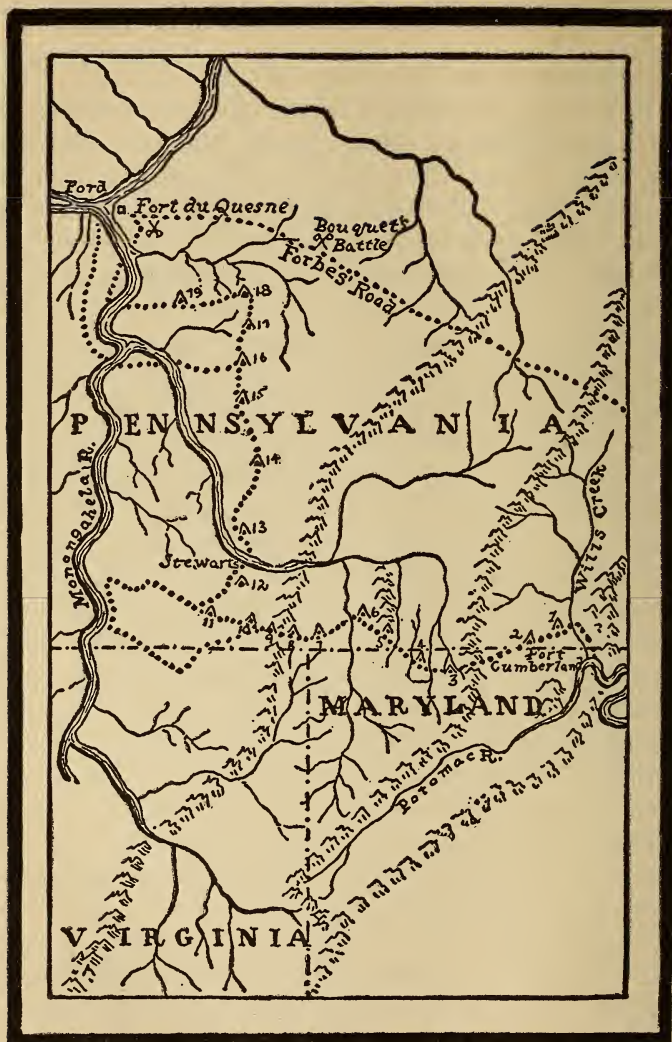 Ford
Fort du Quesne
Bouquet's
Battle
Forbes' Road
19
18
17
16
15
PENNSYLVANIA
14
Monongahela R.
13
Stewarts
12
Wills Creek
11
10
9
8
7
6
5
4
3
2
1
Fort
Cumberland
MARYLAND
Potomac R.
VIRGINIA